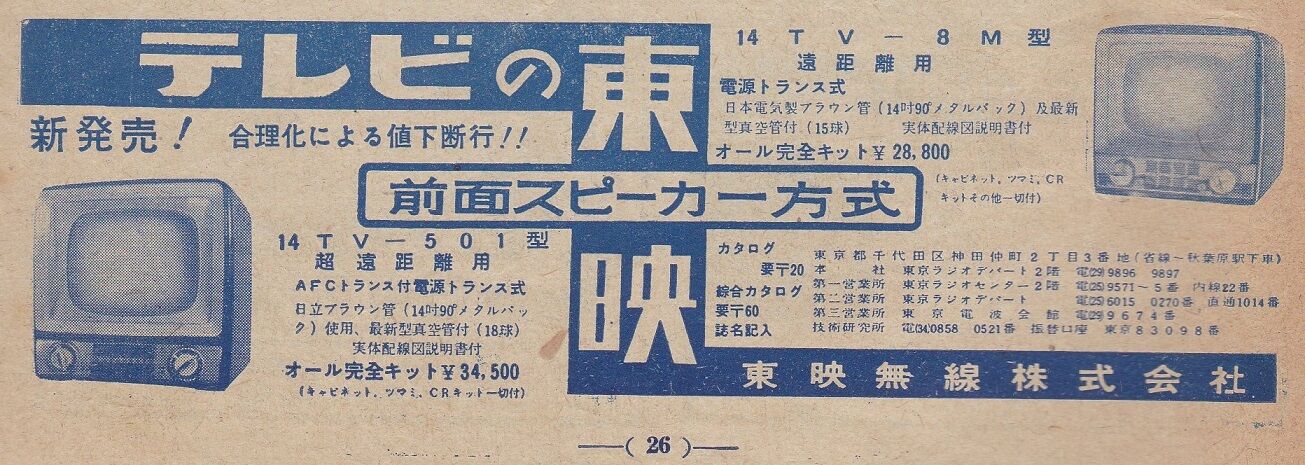 テレビの東映
新発売! 合理化による値下断行!!
前面スピーカー方式
14TV-8M型
遠距離用
電源トランス式
日本電気製ブラウン管(14吋90°メタルバック)及最新
型真空管付(15球) 実体配線図説明書付
オール完全キット¥28,800
(キャビネット、ツマミ、CR
キットその他一切付)
14TV-501型
超遠距離用
AFCトランス付電源トランス式
日立ブラウン管(14吋90°メタルバッ
ク)使用、最新型真空管付(18球)
実体配線図説明書付
オール完全キット¥34,500
(キャビネット、ツマミ、CRキット一切付)
カタログ
要〒20
綜合カタログ
要〒60
誌名記入
東京都千代田区神田仲町2丁目3番地(省線~秋葉原駅下車)
本社 東京ラジオデパート2階 電(29)9896 9897
第一営業所 東京ラジオセンター2階 電(25)9571~5番 内線22番
第二営業所 東京ラジオデパート 電(25)6015 0270番 直通1014番
第三営業所 東京電波会館 電(29)9674番
技術研究所 電(34)0858 0521番 振替口座 東京83098番
東映無線株式会社
(26)